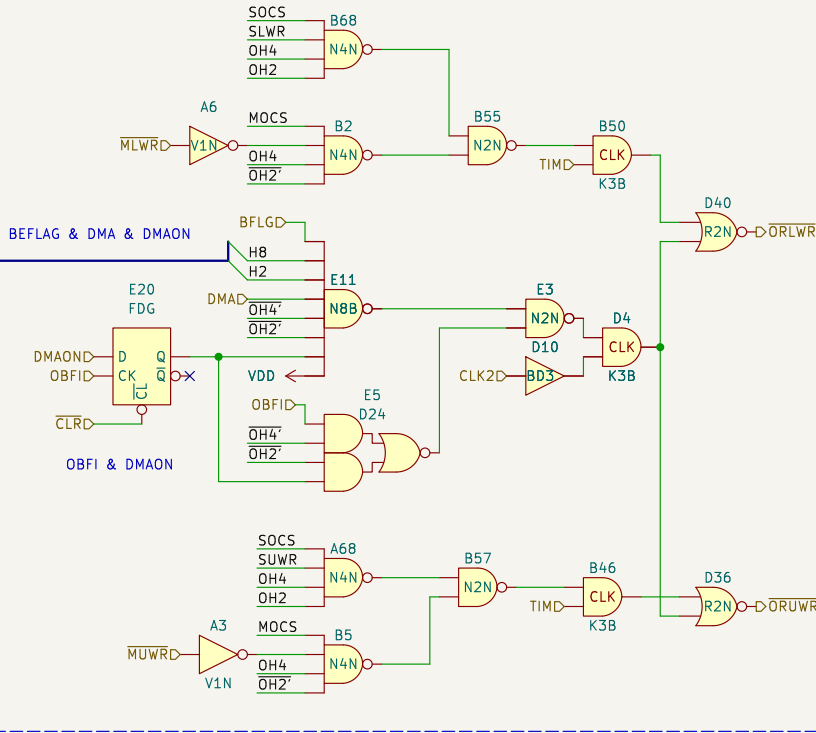 SOCS
SLWR
OH4
OH2
B68
N4N
A6
MLWR
V1N
MOCS
OH4
OH2'
B2
N4N
B55
N2N
B50
CLK
K3B
TIM
D40
R2N
ORLWR
BEFLAG & DMA & DMAON
BFLG
H8
H2
DMA
OH4'
OH2'
E11
N8B
VDD
E3
N2N
D4
CLK
K3B
D10
BD3
CLK2
E20
FDG
DMAON
D
Q
OBFI
CK
Q
CL
CLR
OBFI & DMAON
OBFI
E5
D24
OH4'
OH2'
SOCS
SUWR
OH4
OH2
A68
N4N
A3
MUWR
V1N
MOCS
OH4
OH2'
B5
N4N
B57
N2N
B46
CLK
K3B
TIM
D36
R2N
ORUWR